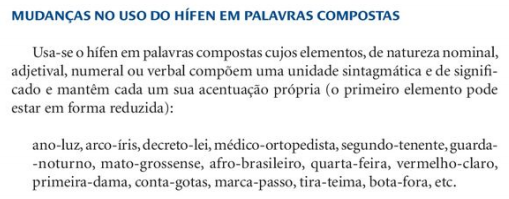 MUDANÇAS NO USO DO HÍFEN EM PALAVRAS COMPOSTAS
Usa-se o hífen em palavras compostas cujos elementos, de natureza nominal,
adjetival, numeral ou verbal compõem uma unidade sintagmática e de signifi-
cado e mantêm cada um sua acentuação própria (o primeiro elemento pode
estar em forma reduzida):
ano-luz, arco-íris, decreto-lei, médico-ortopedista, segundo-tenente, guarda-
-noturno, mato-grossense, afro-brasileiro, quarta-feira, vermelho-claro,
primeira-dama, conta-gotas, marca-passo, tira-teima, bota-fora, etc.